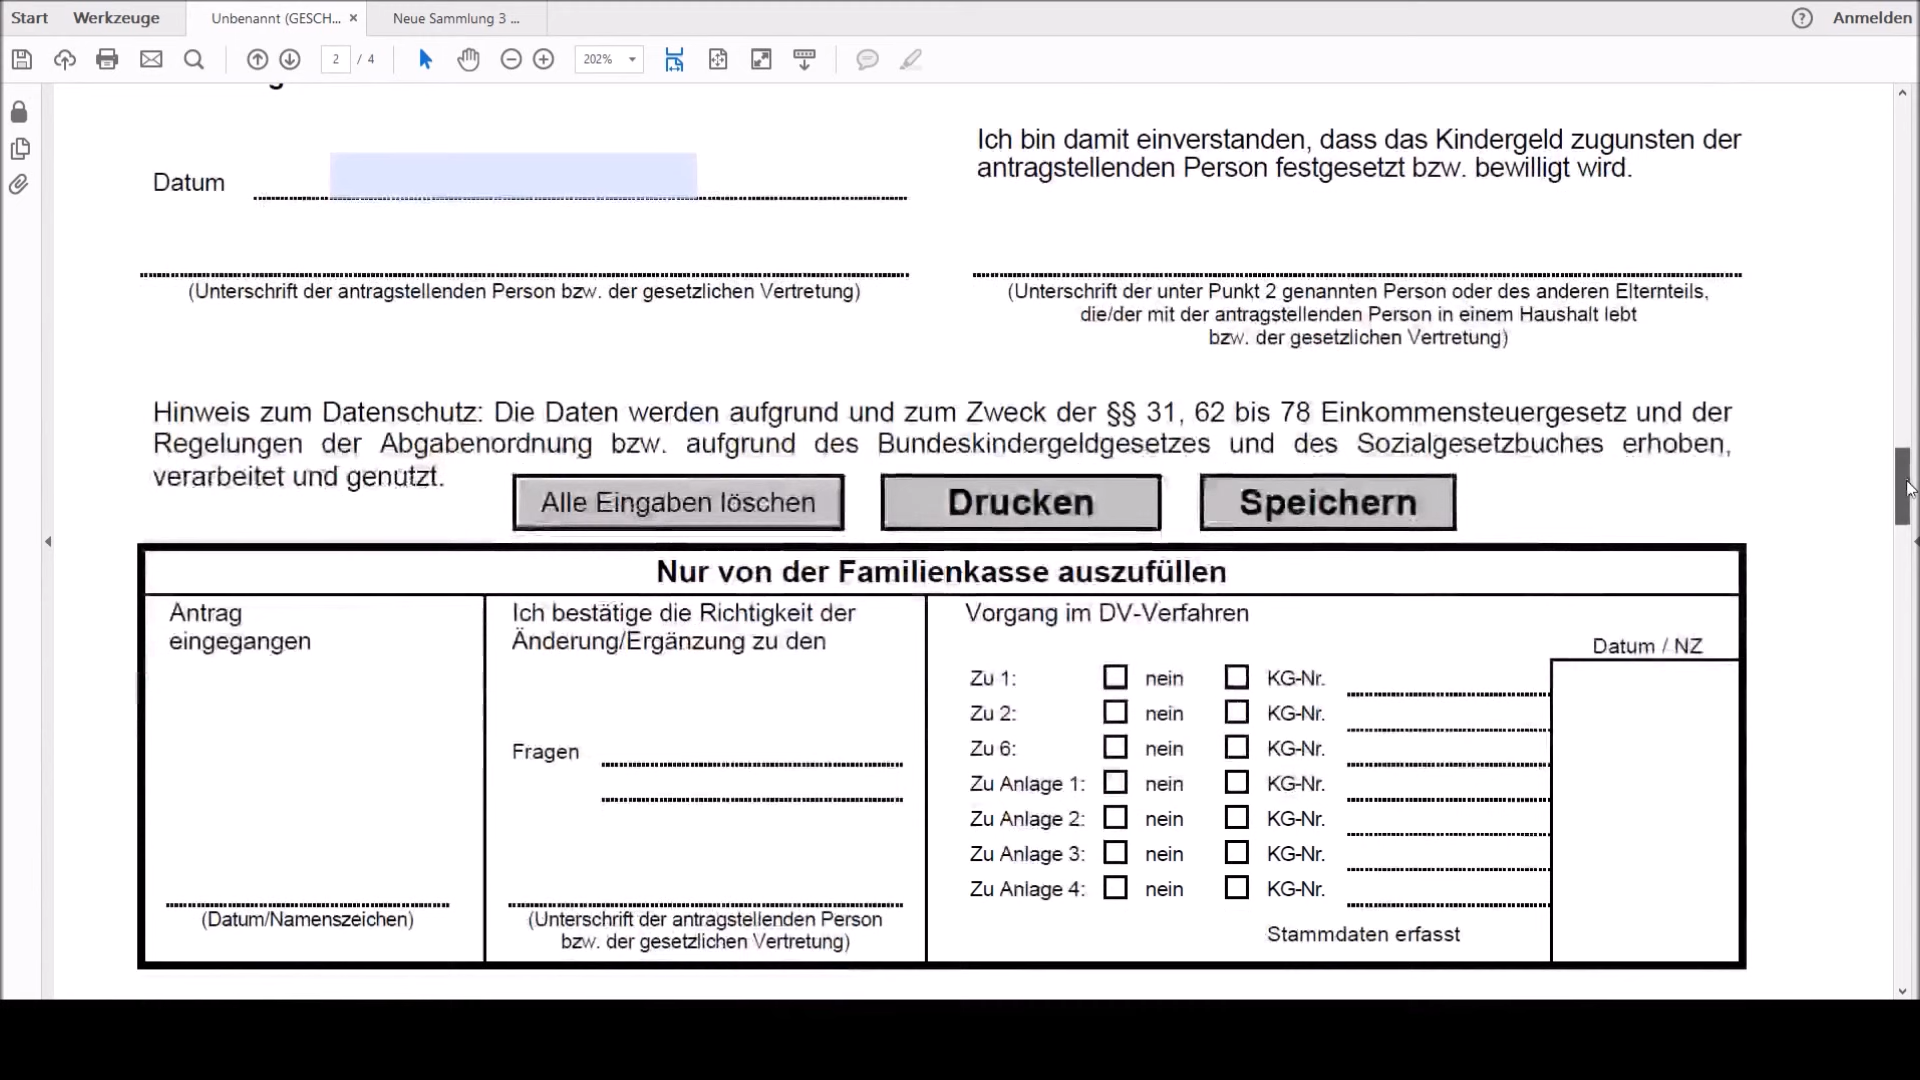 Start Werkzeuge Unbenannt (GESCH... × Neue Sammlung 3 ... ? Anmelden
2 / 4 202%
Ich bin damit einverstanden, dass das Kindergeld zugunsten der
antragstellenden Person festgesetzt bzw. bewilligt wird.
Datum
(Unterschrift der antragstellenden Person bzw. der gesetzlichen Vertretung)
(Unterschrift der unter Punkt 2 genannten Person oder des anderen Elternteils,
die/der mit der antragstellenden Person in einem Haushalt lebt
bzw. der gesetzlichen Vertretung)
Hinweis zum Datenschutz: Die Daten werden aufgrund und zum Zweck der §§ 31, 62 bis 78 Einkommensteuergesetz und der
Regelungen der Abgabenordnung bzw. aufgrund des Bundeskindergeldgesetzes und des Sozialgesetzbuches erhoben,
verarbeitet und genutzt.
Alle Eingaben löschen Drucken Speichern
Nur von der Familienkasse auszufüllen
Antrag
eingegangen
(Datum/Namenszeichen)
Ich bestätige die Richtigkeit der
Änderung/Ergänzung zu den
Fragen
(Unterschrift der antragstellenden Person
bzw. der gesetzlichen Vertretung)
Vorgang im DV-Verfahren
Datum / NZ
Zu 1: nein KG-Nr.
Zu 2: nein KG-Nr.
Zu 6: nein KG-Nr.
Zu Anlage 1: nein KG-Nr.
Zu Anlage 2: nein KG-Nr.
Zu Anlage 3: nein KG-Nr.
Zu Anlage 4: nein KG-Nr.
Stammdaten erfasst